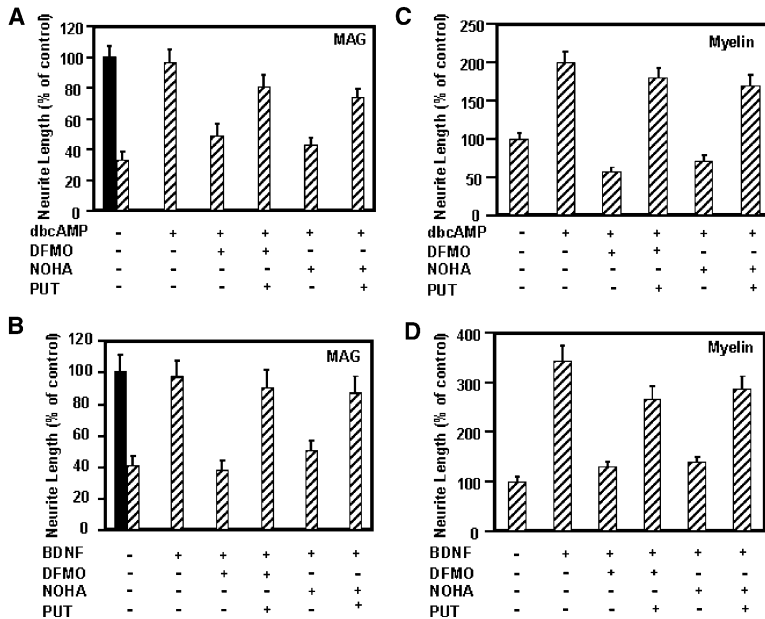 A
MAG
Neurite Length (% of control)
120
100
80
60
40
20
0
dbcAMP - + + + + +
DFMO - - + + - -
NOHA - - - - + +
PUT - - - + - +
B
MAG
Neurite Length (% of control)
120
100
80
60
40
20
0
BDNF - + + + + +
DFMO - - + + - -
NOHA - - - - + +
PUT - - - + - +
C
Myelin
Neurite Length (% of control)
250
200
150
100
50
0
dbcAMP - + + + + +
DFMO - - + + - -
NOHA - - - - + +
PUT - - - + - +
D
Myelin
Neurite Length (% of control)
400
300
200
100
0
BDNF - + + + + +
DFMO - - + + - -
NOHA - - - - + +
PUT - - - + - +